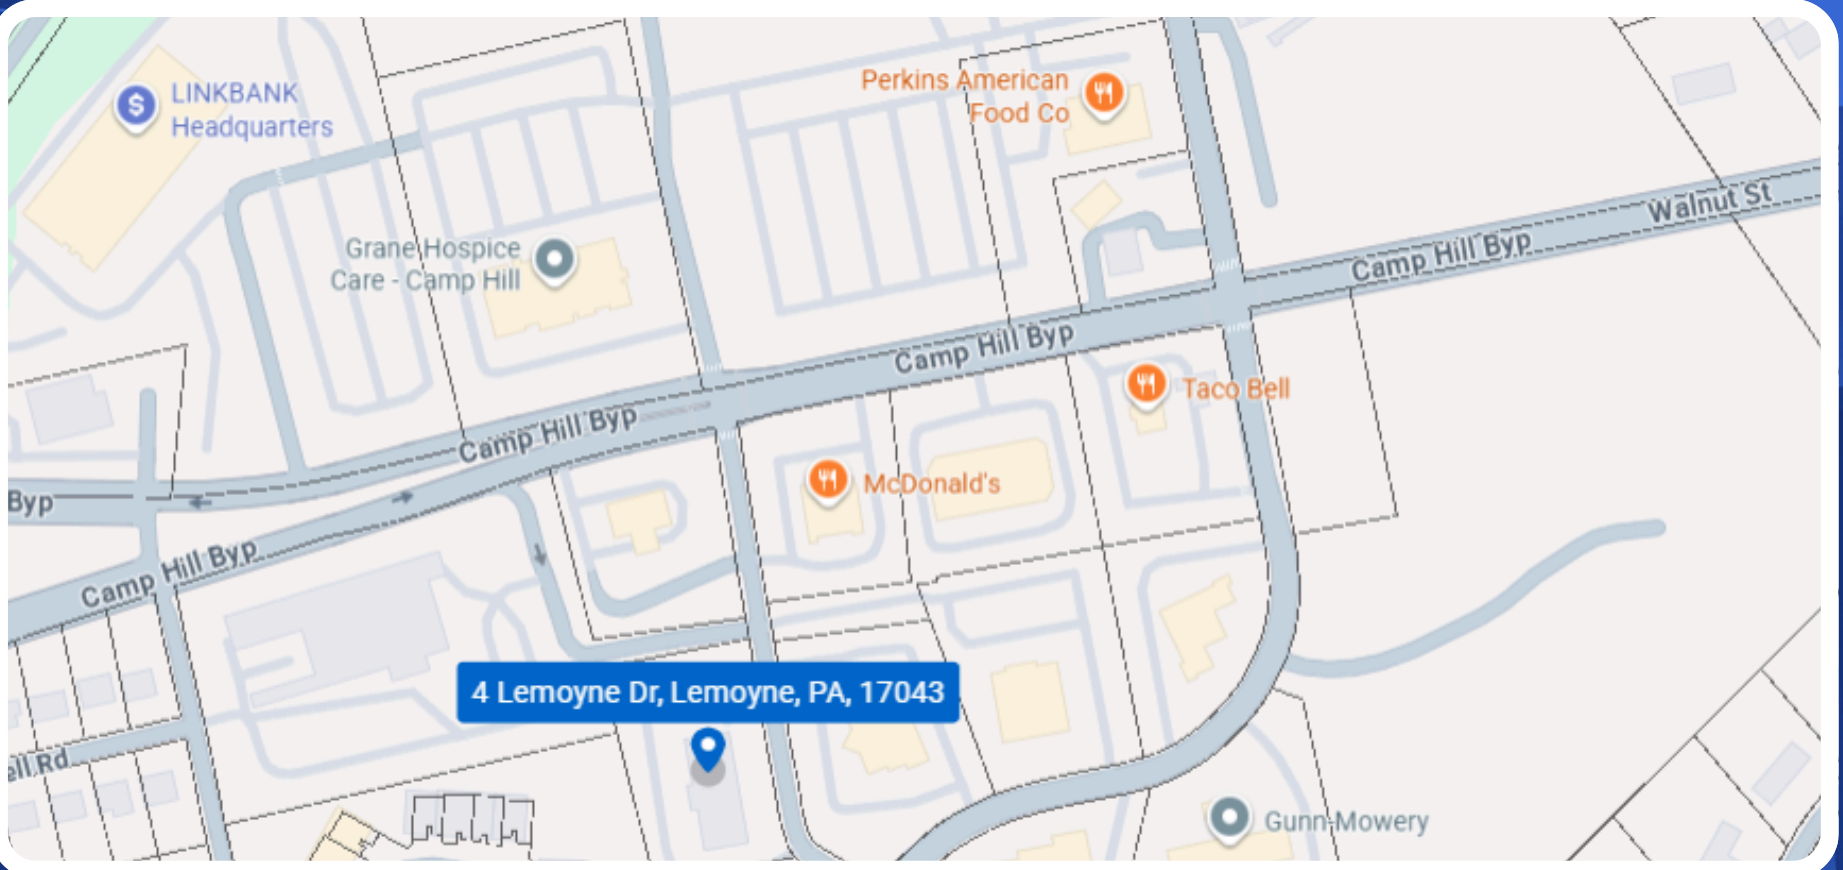 LINKBANK
Headquarters
Perkins American
Food Co
Walnut St
Camp Hill Byp
Grane Hospice
Care - Camp Hill
Camp Hill Byp
Taco Bell
Camp Hill Byp
McDonald's
Byp
Camp Hill Byp
4 Lemoyne Dr, Lemoyne, PA, 17043
ell Rd
Gunn-Mowery